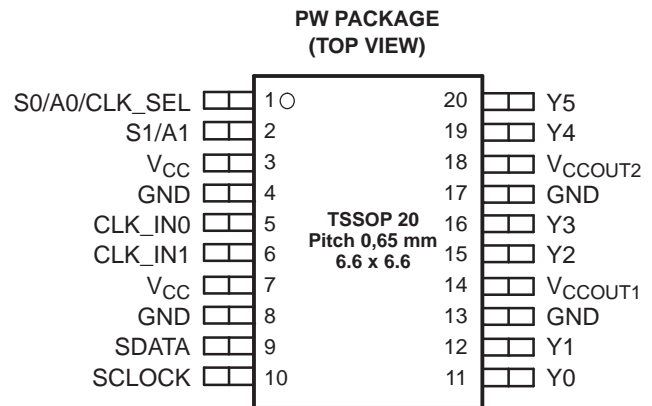 PW PACKAGE
(TOP VIEW)
S0/A0/CLK_SEL 1 20 Y5
S1/A1 2 19 Y4
VCC 3 18 VCCOUT2
GND 4 17 GND
CLK_IN0 5 16 Y3
CLK_IN1 6 15 Y2
VCC 7 14 VCCOUT1
GND 8 13 GND
SDATA 9 12 Y1
SCLOCK 10 11 Y0
TSSOP 20
Pitch 0,65 mm
6.6 x 6.6